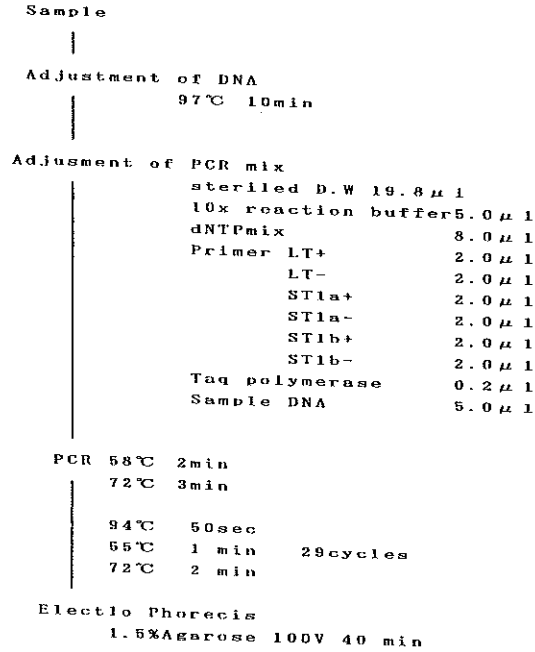 Sample
Adjustment of DNA
97℃ 10min
Adjusment of PCR mix
steriled D.W 19.8μl
10x reaction buffer5.0μl
dNTPmix 8.0μl
Primer LT+ 2.0μl
LT- 2.0μl
ST1a+ 2.0μl
ST1a- 2.0μl
ST1b+ 2.0μl
ST1b- 2.0μl
Taq polymerase 0.2μl
Sample DNA 5.0μl
PCR 58℃ 2min
72℃ 3min
94℃ 50sec
55℃ 1 min 29cycles
72℃ 2 min
Electlo Phorecis
1.5%Agarose 100V 40 min